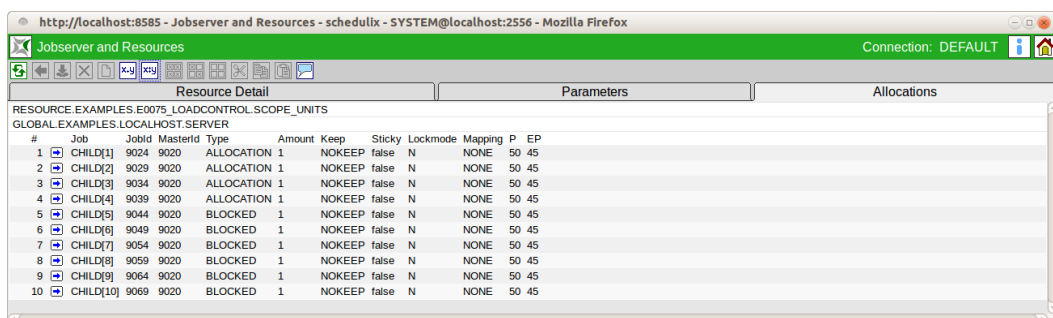 http://localhost:8585 - Jobserver and Resources - schedulix - SYSTEM@localhost:2556 - Mozilla Firefox
Jobserver and Resources Connection: DEFAULT
x.y x:y
Resource Detail Parameters Allocations
RESOURCE.EXAMPLES.E0075_LOADCONTROL.SCOPE_UNITS
GLOBAL.EXAMPLES.LOCALHOST.SERVER
# Job JobId MasterId Type Amount Keep Sticky Lockmode Mapping P EP
1 CHILD[1] 9024 9020 ALLOCATION 1 NOKEEP false N NONE 50 45
2 CHILD[2] 9029 9020 ALLOCATION 1 NOKEEP false N NONE 50 45
3 CHILD[3] 9034 9020 ALLOCATION 1 NOKEEP false N NONE 50 45
4 CHILD[4] 9039 9020 ALLOCATION 1 NOKEEP false N NONE 50 45
5 CHILD[5] 9044 9020 BLOCKED 1 NOKEEP false N NONE 50 45
6 CHILD[6] 9049 9020 BLOCKED 1 NOKEEP false N NONE 50 45
7 CHILD[7] 9054 9020 BLOCKED 1 NOKEEP false N NONE 50 45
8 CHILD[8] 9059 9020 BLOCKED 1 NOKEEP false N NONE 50 45
9 CHILD[9] 9064 9020 BLOCKED 1 NOKEEP false N NONE 50 45
10 CHILD[10] 9069 9020 BLOCKED 1 NOKEEP false N NONE 50 45